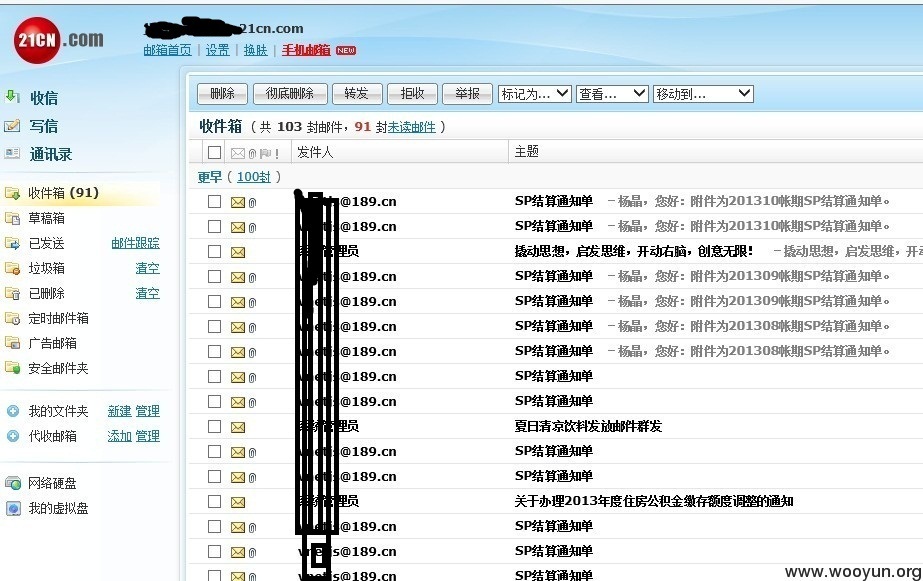 21CN.com
21cn.com
邮箱首页 | 设置 | 换肤 | 手机邮箱 NEW
收信
写信
通讯录
收件箱 (91)
草稿箱
已发送 邮件跟踪
垃圾箱 清空
已删除 清空
定时邮件箱
广告邮箱
安全邮件夹
我的文件夹 新建 管理
代收邮箱 添加 管理
网络硬盘
我的虚拟盘
删除 彻底删除 转发 拒收 举报 标记为... 查看... 移动到...
收件箱 ( 共 103 封邮件, 91 封未读邮件 )
发件人 主题
更早 ( 100封 )
@189.cn SP结算通知单 – 杨晶，您好：附件为201310帐期SP结算通知单。
@189.cn SP结算通知单 – 杨晶，您好：附件为201310帐期SP结算通知单。
管理员 撬动思想，启发思维，开动右脑，创意无限！ – 撬动思想，启发思维，开
@189.cn SP结算通知单 – 杨晶，您好：附件为201309帐期SP结算通知单。
@189.cn SP结算通知单 – 杨晶，您好：附件为201309帐期SP结算通知单。
@189.cn SP结算通知单 – 杨晶，您好：附件为201308帐期SP结算通知单。
@189.cn SP结算通知单 – 杨晶，您好：附件为201308帐期SP结算通知单。
@189.cn SP结算通知单
@189.cn SP结算通知单
管理员 夏日清凉饮料发放邮件群发
@189.cn SP结算通知单
@189.cn SP结算通知单
管理员 关于办理2013年度住房公积金缴存额度调整的通知
@189.cn SP结算通知单
@189.cn SP结算通知单
@189.cn SP结算通知单
www.wooyun.org